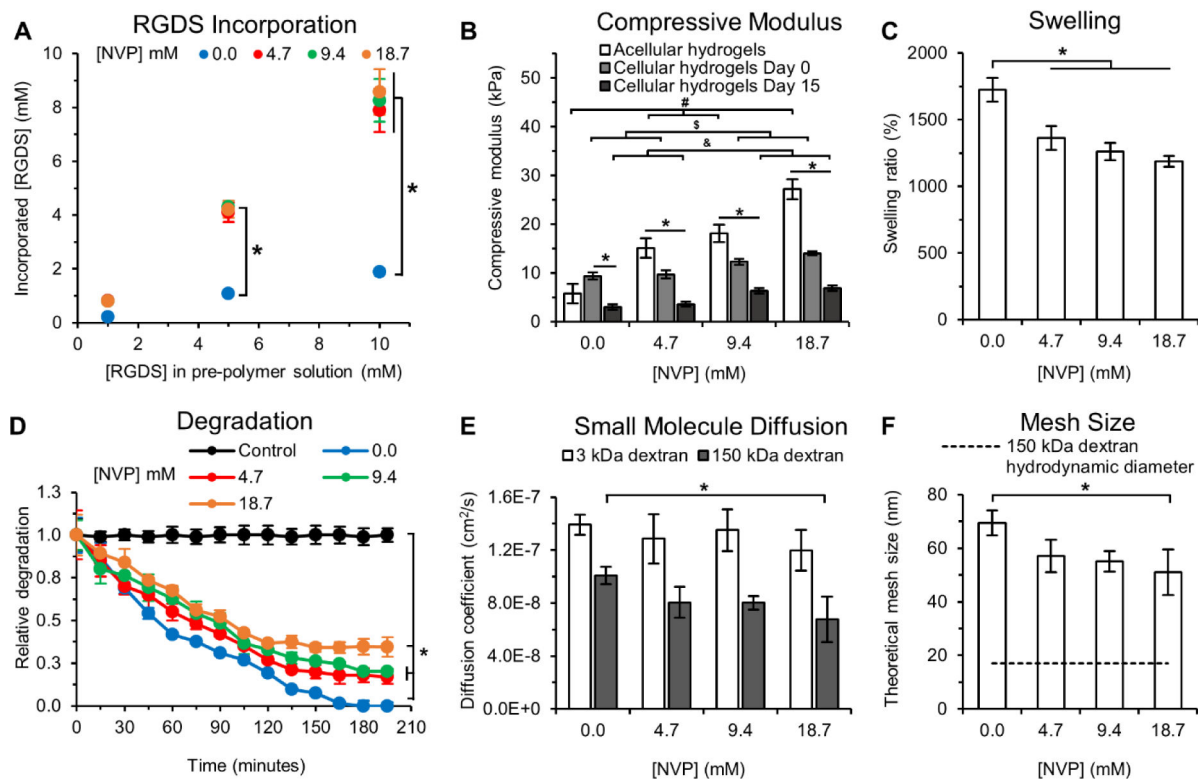 A
RGDS Incorporation
[NVP] mM 0.0 4.7 9.4 18.7
Incorporated [RGDS] (mM)
10
8
6
4
2
0
*
*
0 2 4 6 8 10
[RGDS] in pre-polymer solution (mM)
B
Compressive Modulus
Acellular hydrogels
Cellular hydrogels Day 0
Cellular hydrogels Day 15
Compressive modulus (kPa)
50
40
30
20
10
0
#
$
&
*
*
*
*
0.0 4.7 9.4 18.7
[NVP] (mM)
C
Swelling
Swelling ratio (%)
2000
1750
1250
1000
750
500
250
0
*
0.0 4.7 9.4 18.7
[NVP] (mM)
D
Degradation
Control 0.0
[NVP] mM 4.7 9.4
18.7
Relative degradation
1.3
1.0
0.8
0.5
0.3
0.0
*
0 30 60 90 120 150 180 210
Time (minutes)
E
Small Molecule Diffusion
3 kDa dextran 150 kDa dextran
Diffusion coefficient (cm²/s)
1.6E-7
1.2E-7
8.0E-8
4.0E-8
0.0E+0
*
0.0 4.7 9.4 18.7
[NVP] (mM)
F
Mesh Size
150 kDa dextran
hydrodynamic diameter
Theoretical mesh size (nm)
80
60
40
20
0
*
0.0 4.7 9.4 18.7
[NVP] (mM)